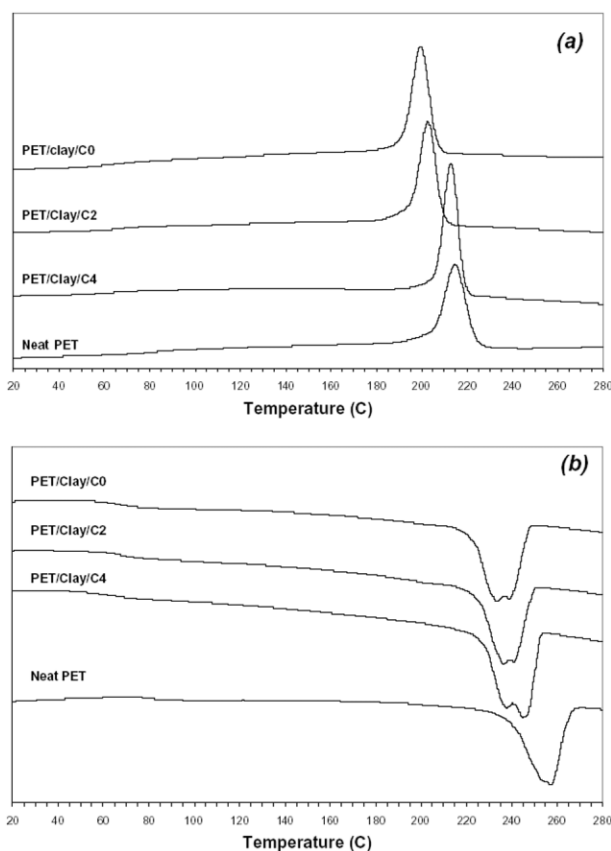 (a)
PET/clay/C0
PET/Clay/C2
PET/Clay/C4
Neat PET
20 40 60 80 100 120 140 160 180 200 220 240 260 280
Temperature (C)
(b)
PET/Clay/C0
PET/Clay/C2
PET/Clay/C4
Neat PET
20 40 60 80 100 120 140 160 180 200 220 240 260 280
Temperature (C)